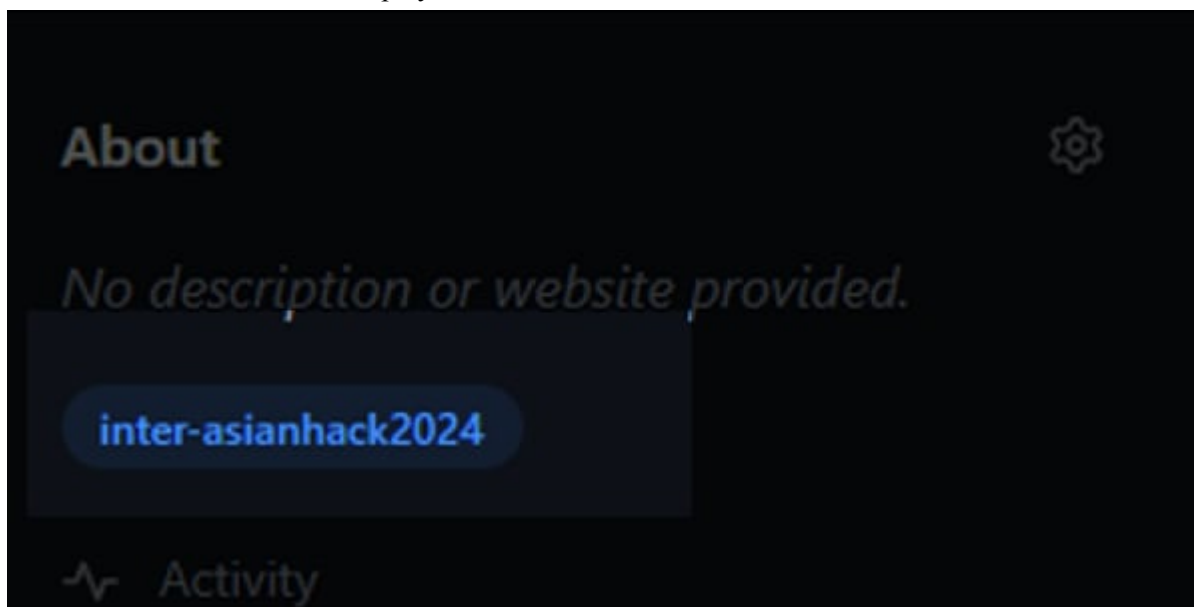 About
No description or website provided.
inter-asianhack2024
Activity